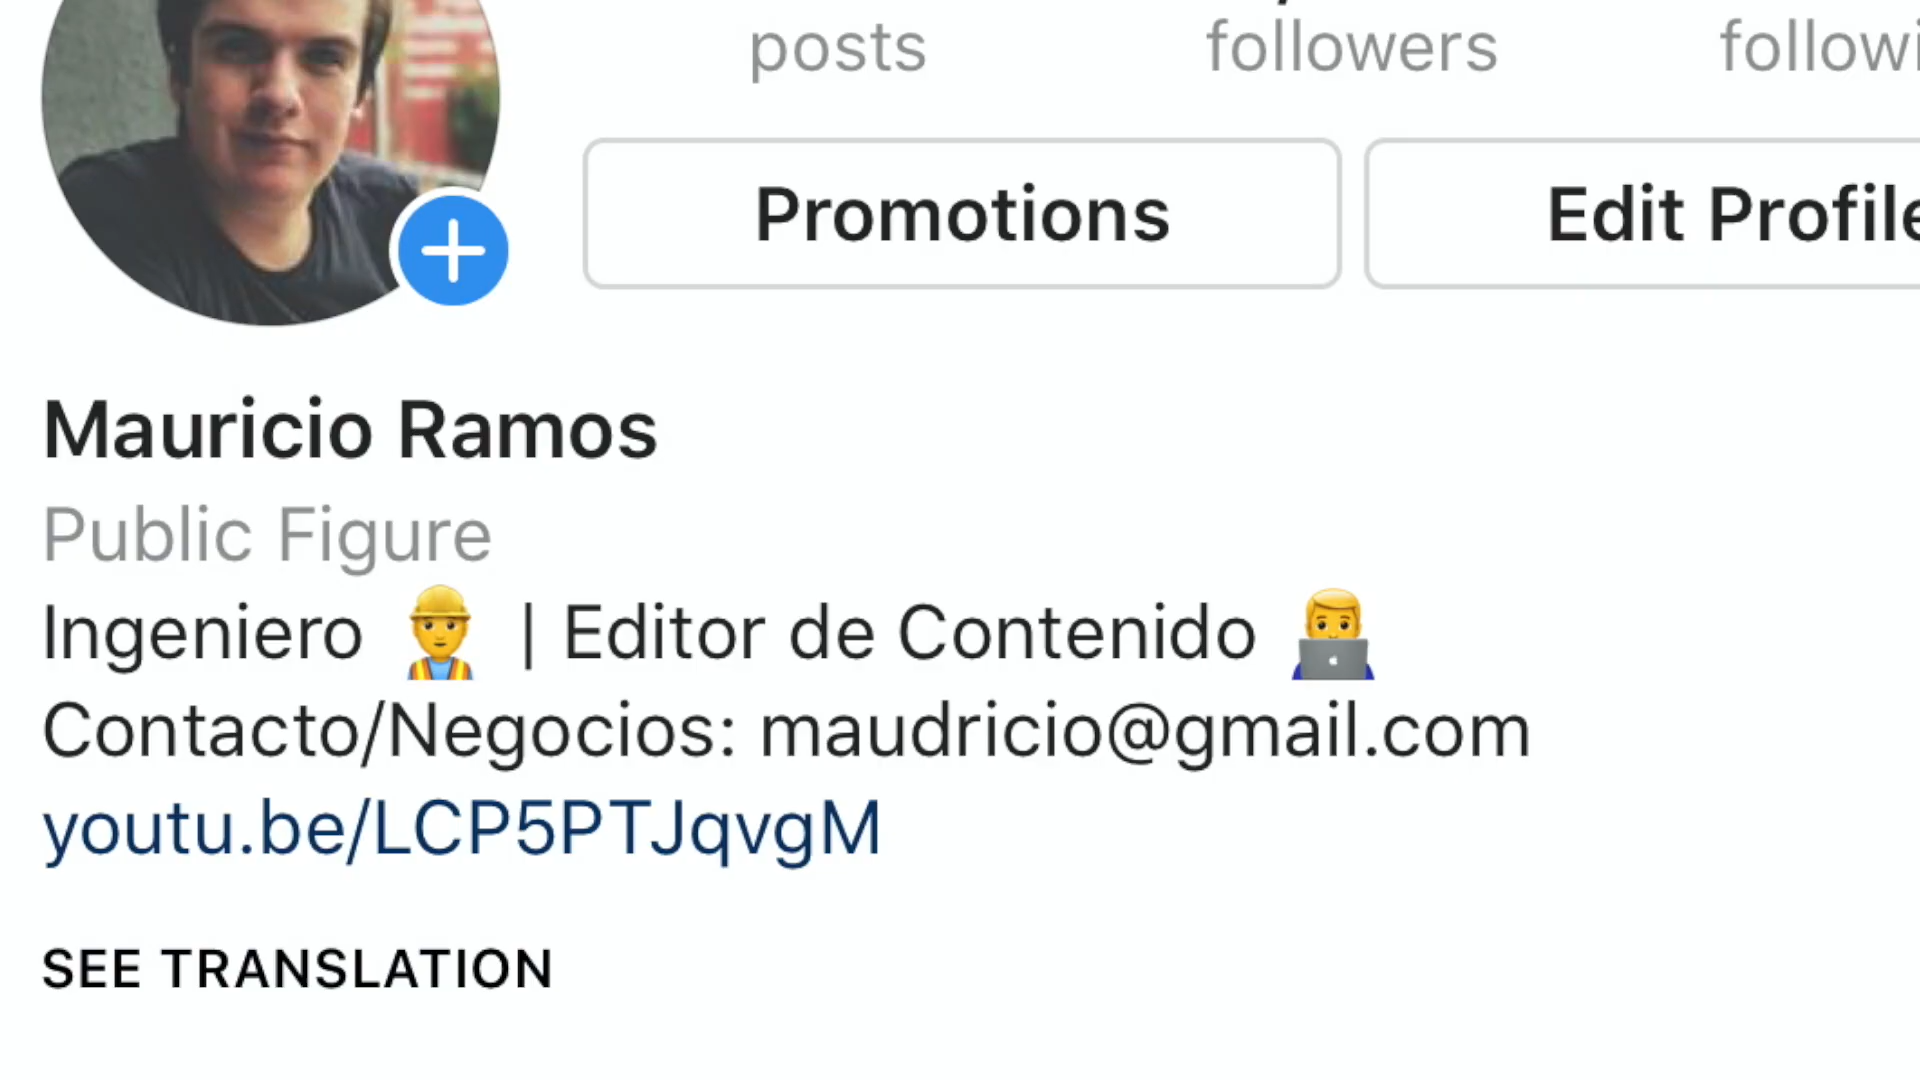 posts followers
Promotions Edit Profile
Mauricio Ramos
Public Figure
Ingeniero 👷‍♂️ | Editor de Contenido 👨‍💻
Contacto/Negocios: maudricio@gmail.com
youtu.be/LCP5PTJqvgM
SEE TRANSLATION